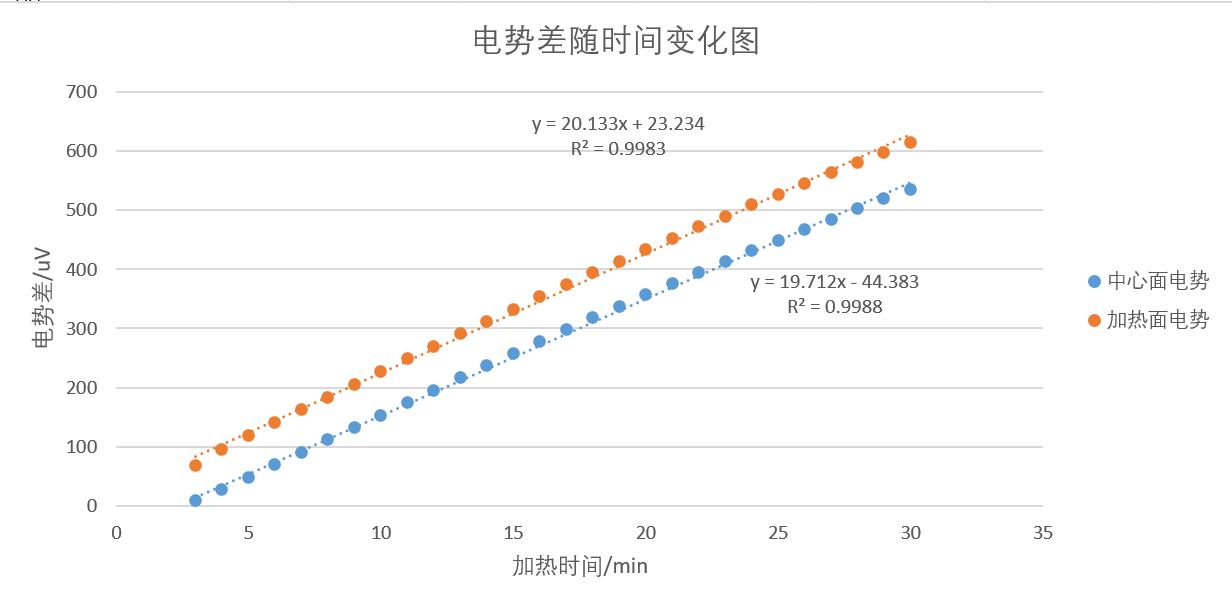 电势差随时间变化图
700
600
500
400
300
200
100
0
电势差/uV
y = 20.133x + 23.234
R² = 0.9983
y = 19.712x - 44.383
R² = 0.9988
0 5 10 15 20 25 30 35
加热时间/min
中心面电势
加热面电势